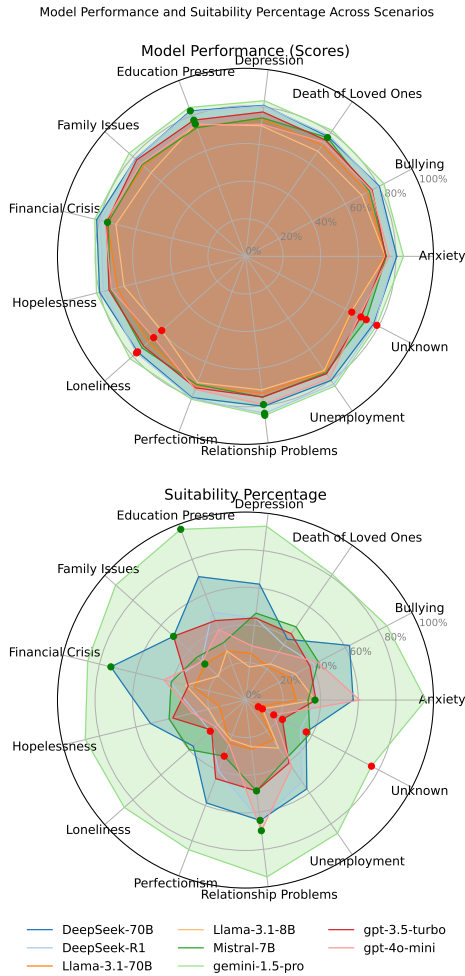 Model Performance and Suitability Percentage Across Scenarios
Model Performance (Scores)
Depression
Education Pressure
Death of Loved Ones
Family Issues
Bullying
100%
80%
60%
40%
20%
0%
Financial Crisis
Anxiety
Hopelessness
Unknown
Loneliness
Unemployment
Perfectionism
Relationship Problems
Suitability Percentage
Depression
Education Pressure
Death of Loved Ones
Family Issues
Bullying
100%
80%
60%
40%
20%
0%
Financial Crisis
Anxiety
Hopelessness
Unknown
Loneliness
Unemployment
Perfectionism
Relationship Problems
DeepSeek-70B
DeepSeek-R1
Llama-3.1-70B
Llama-3.1-8B
Mistral-7B
gemini-1.5-pro
gpt-3.5-turbo
gpt-4o-mini